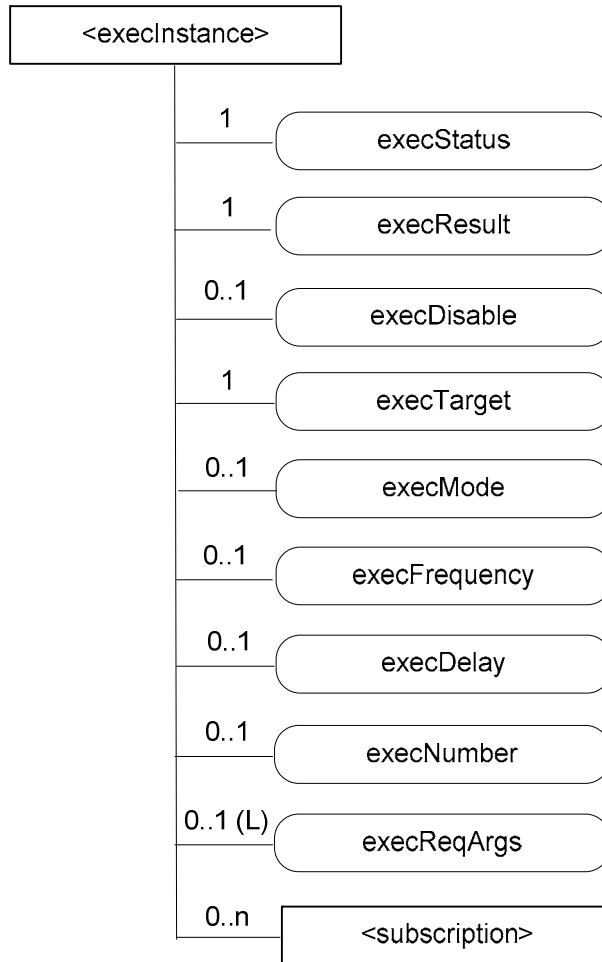 <execInstance>
1
execStatus
1
execResult
0..1
execDisable
1
execTarget
0..1
execMode
0..1
execFrequency
0..1
execDelay
0..1
execNumber
0..1 (L)
execReqArgs
0..n
<subscription>